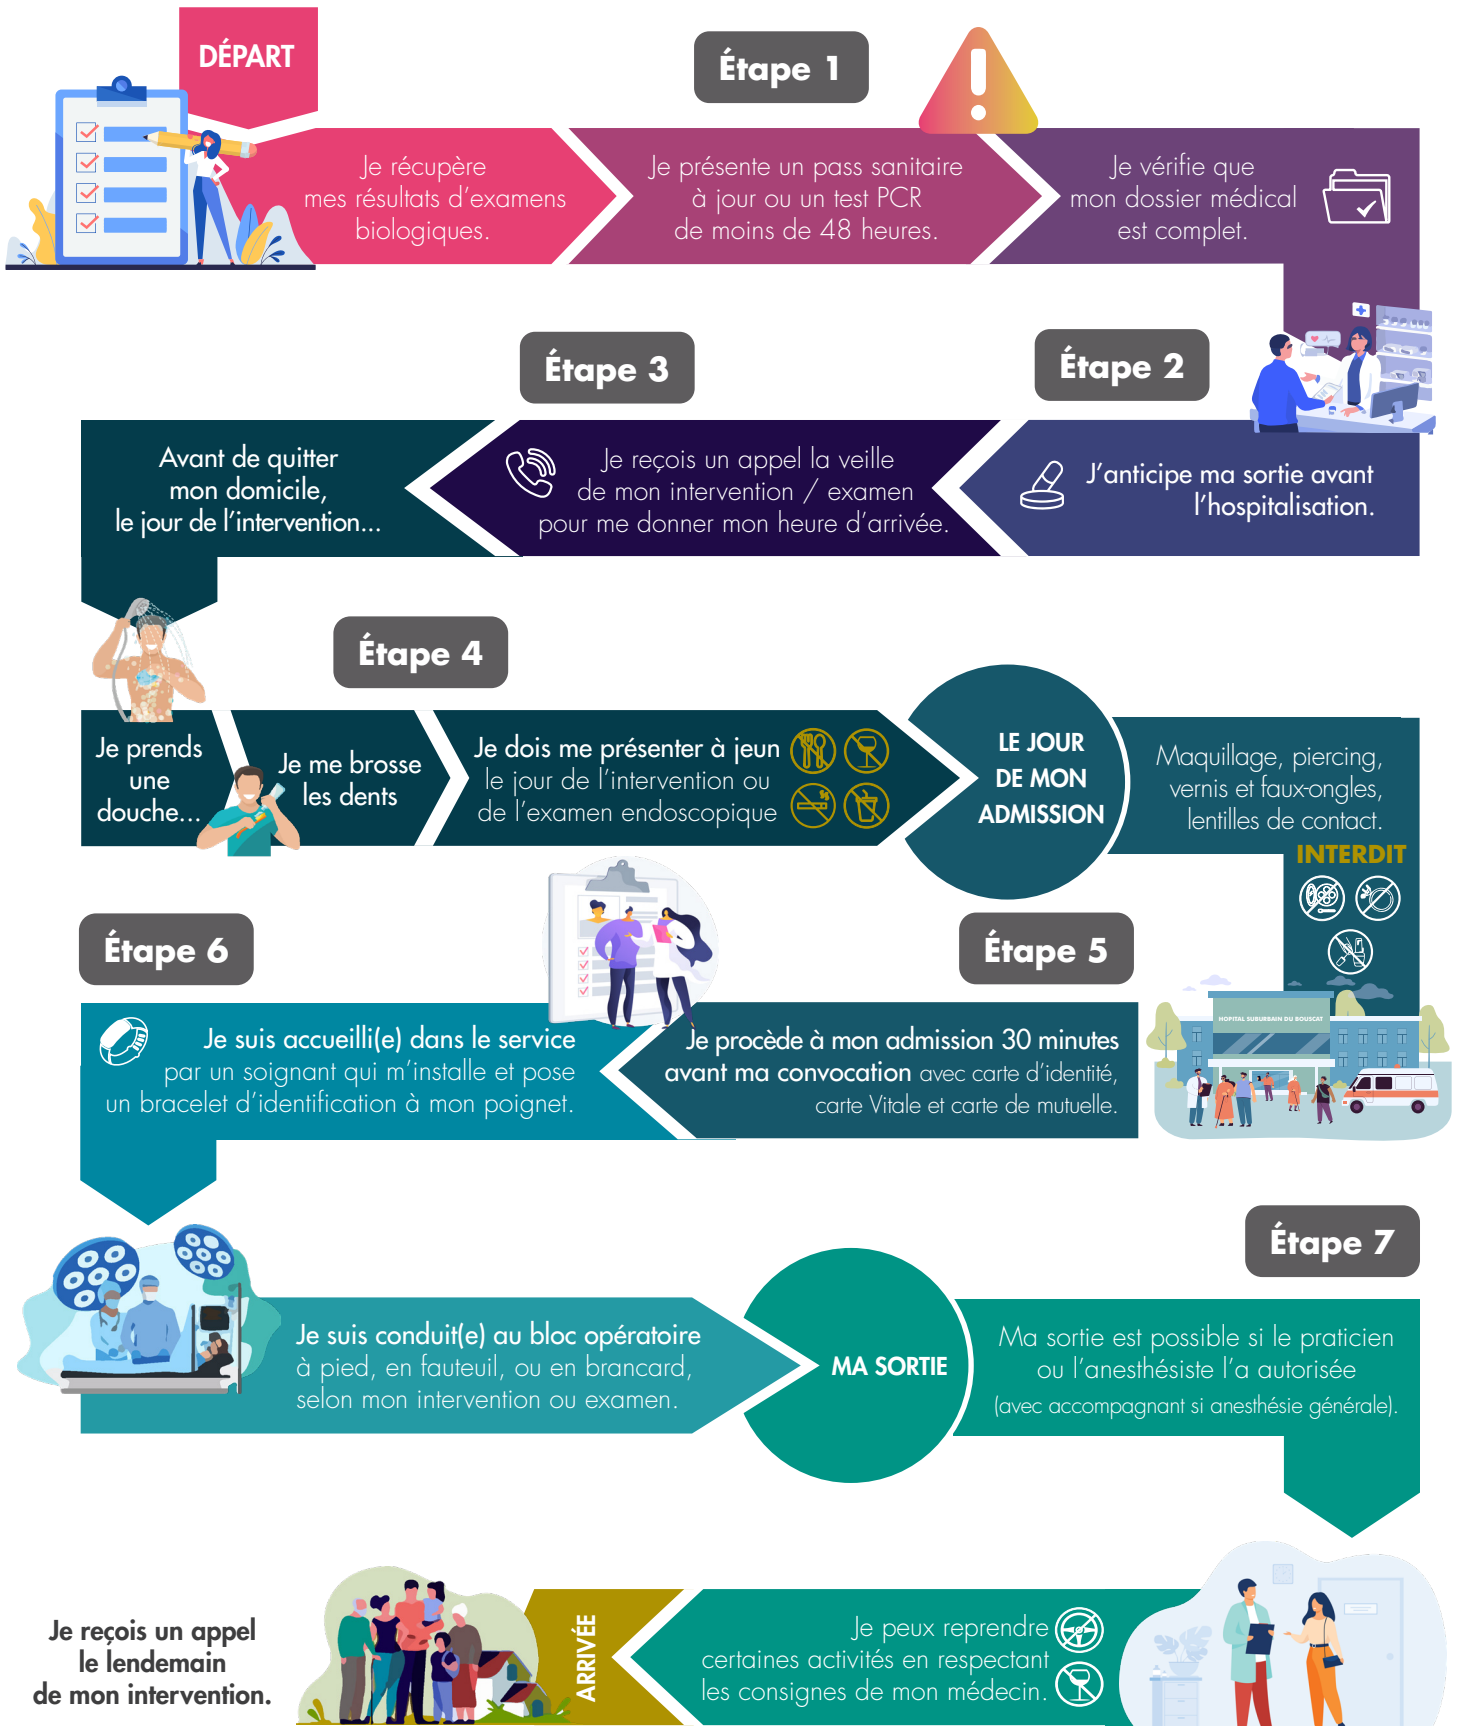 DÉPART
Étape 1
Je récupère
mes résultats d'examens
biologiques.
Je présente un pass sanitaire
à jour ou un test PCR
de moins de 48 heures.
Je vérifie que
mon dossier médical
est complet.
Étape 2
J'anticipe ma sortie avant
l'hospitalisation.
Étape 3
Je reçois un appel la veille
de mon intervention / examen
pour me donner mon heure d'arrivée.
Avant de quitter
mon domicile,
le jour de l'intervention...
Étape 4
Je prends
une
douche...
Je me brosse
les dents
Je dois me présenter à jeun
le jour de l'intervention ou
de l'examen endoscopique
LE JOUR
DE MON
ADMISSION
Maquillage, piercing,
vernis et faux-ongles,
lentilles de contact.
INTERDIT
HOPITAL SUBURBAIN DU BOUSCAT
Étape 5
Je procède à mon admission 30 minutes
avant ma convocation avec carte d'identité,
carte Vitale et carte de mutuelle.
Étape 6
Je suis accueilli(e) dans le service
par un soignant qui m'installe et pose
un bracelet d'identification à mon poignet.
Je suis conduit(e) au bloc opératoire
à pied, en fauteuil, ou en brancard,
selon mon intervention ou examen.
MA SORTIE
Étape 7
Ma sortie est possible si le praticien
ou l'anesthésiste l'a autorisée
(avec accompagnant si anesthésie générale).
Je peux reprendre
certaines activités en respectant
les consignes de mon médecin.
ARRIVÉE
Je reçois un appel
le lendemain
de mon intervention.